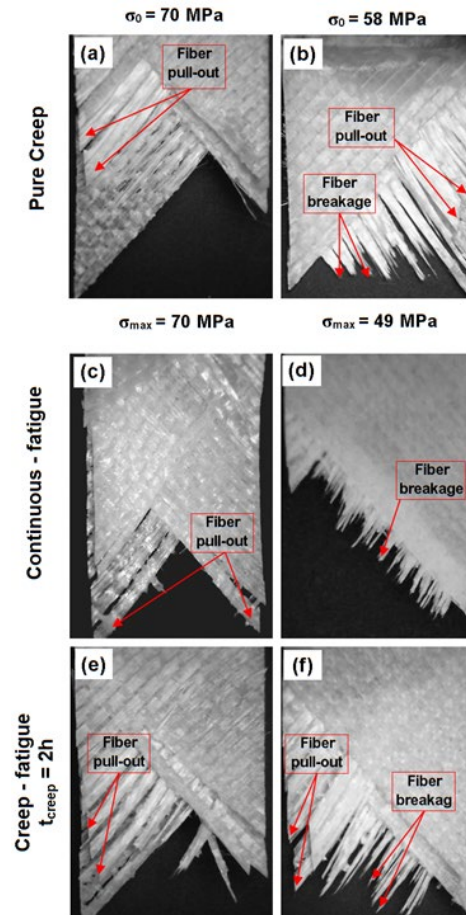 σ₀ = 70 MPa
σ₀ = 58 MPa
Pure Creep
(a)
Fiber
pull-out
(b)
Fiber
pull-out
Fiber
breakage
σmax = 70 MPa
σmax = 49 MPa
Continuous - fatigue
(c)
Fiber
pull-out
(d)
Fiber
breakage
Creep - fatigue
tcreep = 2h
(e)
Fiber
pull-out
(f)
Fiber
pull-out
Fiber
breakag